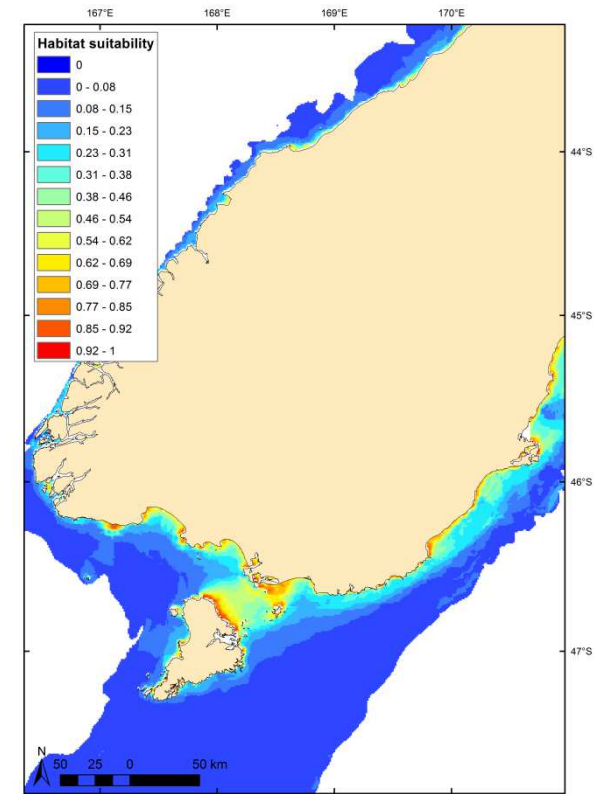 167°E 168°E 169°E 170°E
Habitat suitability
0
0 - 0.08
0.08 - 0.15
0.15 - 0.23
0.23 - 0.31
0.31 - 0.38
0.38 - 0.46
0.46 - 0.54
0.54 - 0.62
0.62 - 0.69
0.69 - 0.77
0.77 - 0.85
0.85 - 0.92
0.92 - 1
44°S
45°S
46°S
47°S
N
50 25 0 50 km